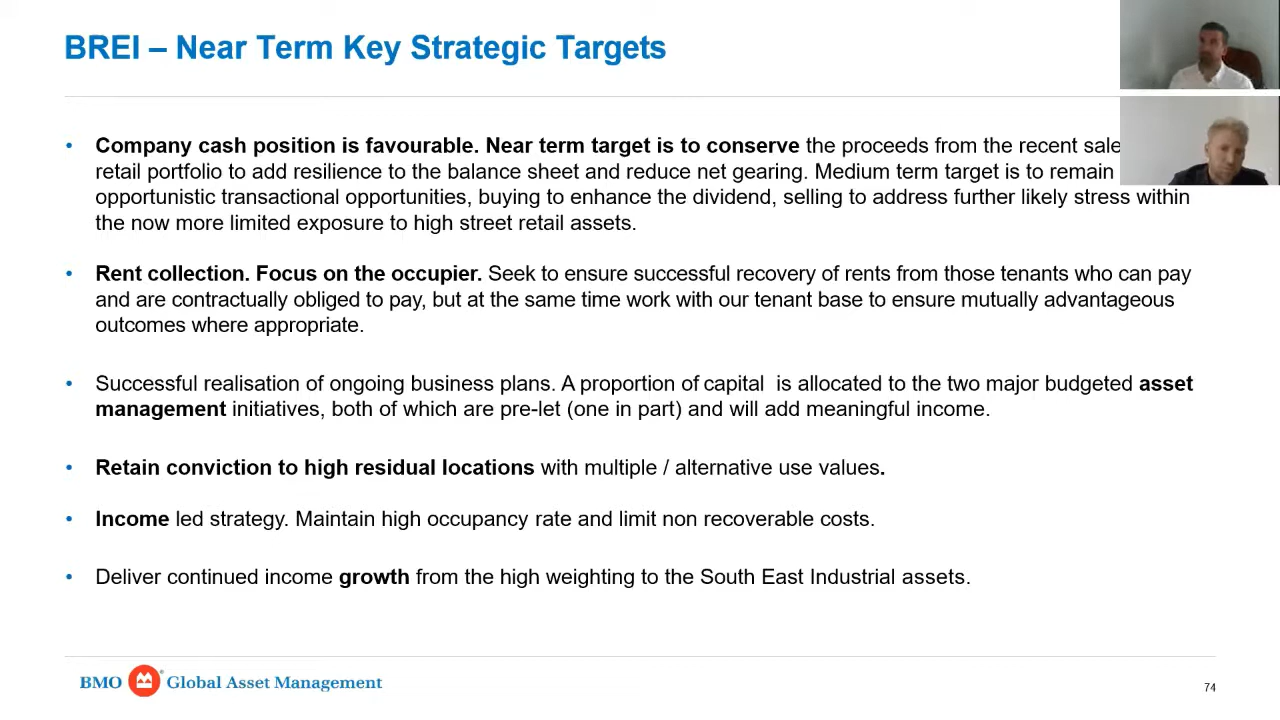 BREI – Near Term Key Strategic Targets
• Company cash position is favourable. Near term target is to conserve the proceeds from the recent sale
retail portfolio to add resilience to the balance sheet and reduce net gearing. Medium term target is to remain
opportunistic transactional opportunities, buying to enhance the dividend, selling to address further likely stress within
the now more limited exposure to high street retail assets.
• Rent collection. Focus on the occupier. Seek to ensure successful recovery of rents from those tenants who can pay
and are contractually obliged to pay, but at the same time work with our tenant base to ensure mutually advantageous
outcomes where appropriate.
• Successful realisation of ongoing business plans. A proportion of capital is allocated to the two major budgeted asset
management initiatives, both of which are pre-let (one in part) and will add meaningful income.
• Retain conviction to high residual locations with multiple / alternative use values.
• Income led strategy. Maintain high occupancy rate and limit non recoverable costs.
• Deliver continued income growth from the high weighting to the South East Industrial assets.
BMO Global Asset Management
74